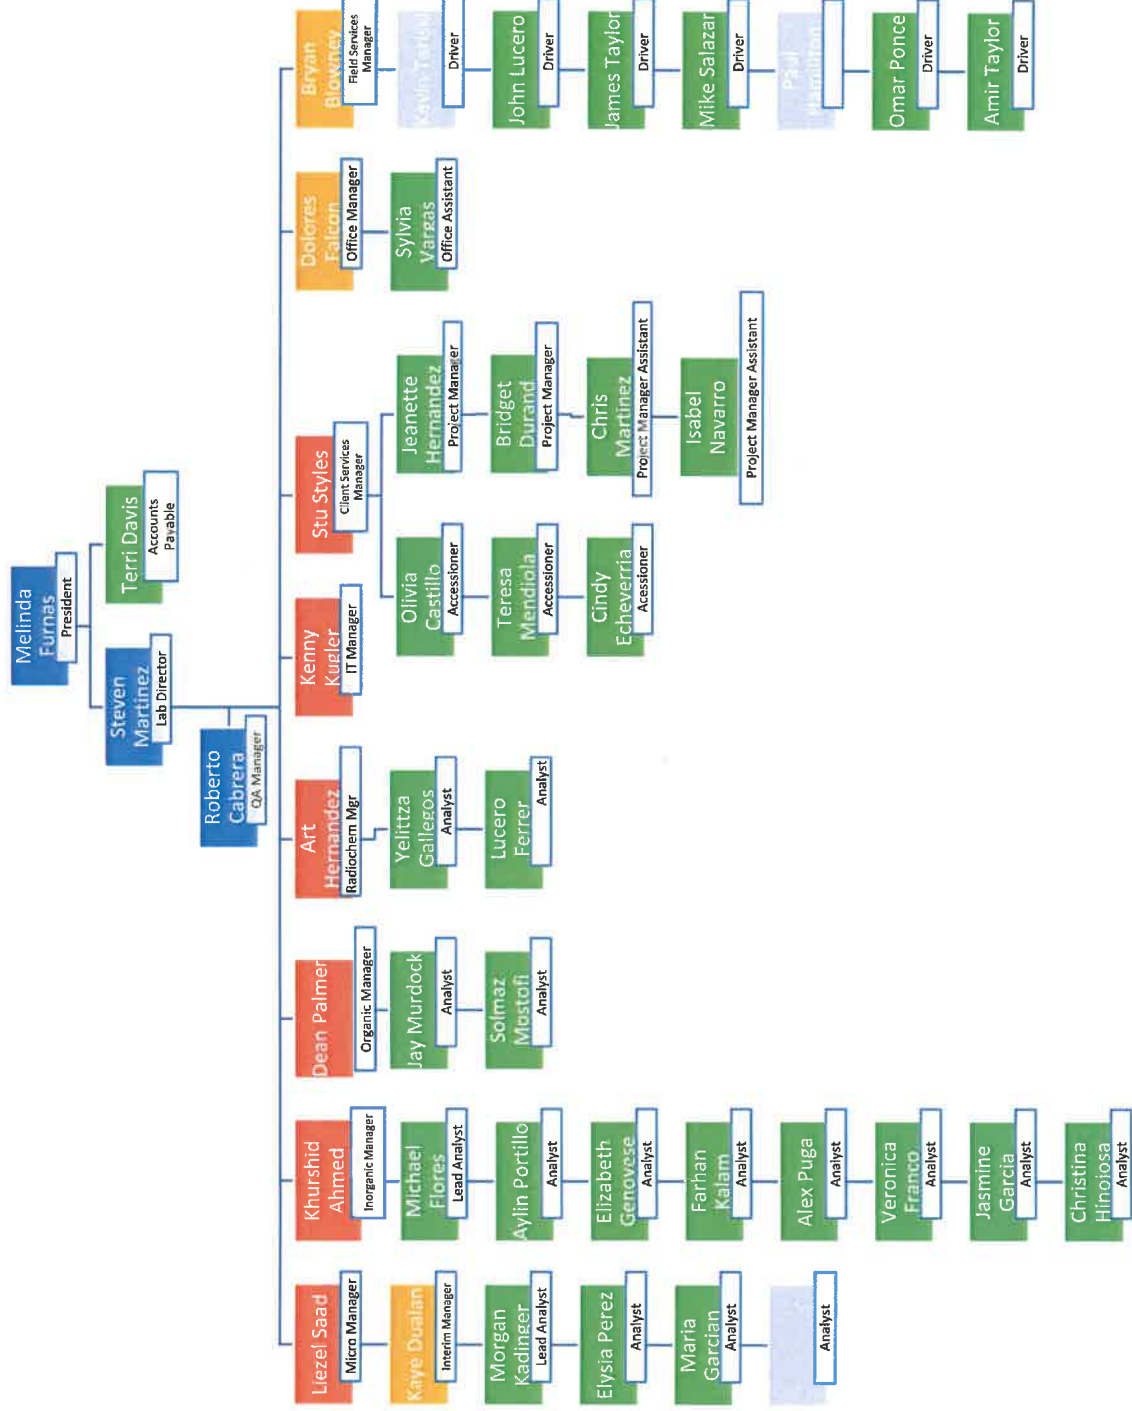 Melinda
Furnas
President
Steven
Martinez
Lab Director
Terri Davis
Accounts
Payable
Roberto
Cabrera
QA Manager
Liezel Saad
Micro Manager
Kaye Dualan
Interim Manager
Morgan
Kadinger
Lead Analyst
Elysia Perez
Analyst
Maria
Garcian
Analyst
Analyst
Khurshid
Ahmed
Inorganic Manager
Michael
Flores
Lead Analyst
Aylin Portillo
Analyst
Elizabeth
Genovese
Analyst
Farhan
Kalam
Analyst
Alex Puga
Analyst
Veronica
Franco
Analyst
Jasmine
Garcia
Analyst
Christina
Hinojosa
Analyst
Dean Palmer
Organic Manager
Jay Murdock
Analyst
Solmaz
Mostofi
Analyst
Art
Hernandez
Radiochem Mgr
Yelittza
Gallegos
Analyst
Lucero
Ferrer
Analyst
Kenny
Kugler
IT Manager
Stu Styles
Client Services
Manager
Olivia
Castillo
Accessioner
Teresa
Mendiola
Accessioner
Cindy
Echeverria
Acessioner
Jeanette
Hernandez
Project Manager
Bridget
Durand
Project Manager
Chris
Martinez
Project Manager Assistant
Isabel
Navarro
Project Manager Assistant
Dolores
Falcon
Office Manager
Sylvia
Vargas
Office Assistant
Bryan
Blowney
Field Services
Manager
Kevin
Driver
John Lucero
Driver
James Taylor
Driver
Mike Salazar
Driver
Paul
Hamilton
Omar Ponce
Driver
Amir Taylor
Driver